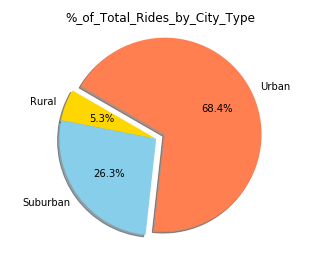 %_of_Total_Rides_by_City_Type
Urban
68.4%
Rural
5.3%
26.3%
Suburban